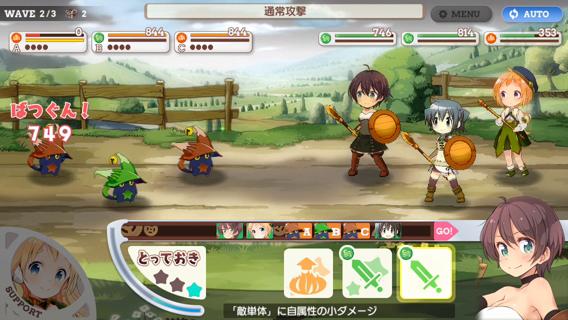 WAVE 2/3 2
通常攻撃
MENU
AUTO
0
A
844
B
844
C
746
814
353
ばつぐん!
749
A B C
GO!
とっておき
SUPPORT
「敵単体」に自属性の小ダメージ